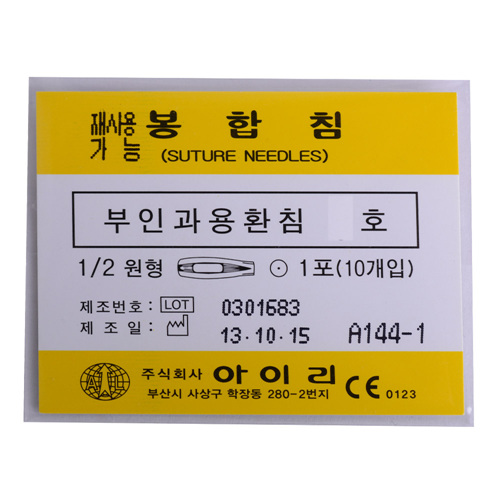 재사용 가능 봉합침
(SUTURE NEEDLES)
부인과용환침 호
1/2 원형 1포(10개입)
제조번호: LOT 0301683
제 조 일: 13·10·15 A144-1
주식회사 아이리
부산시 사상구 학장동 280-2번지 CE 0123